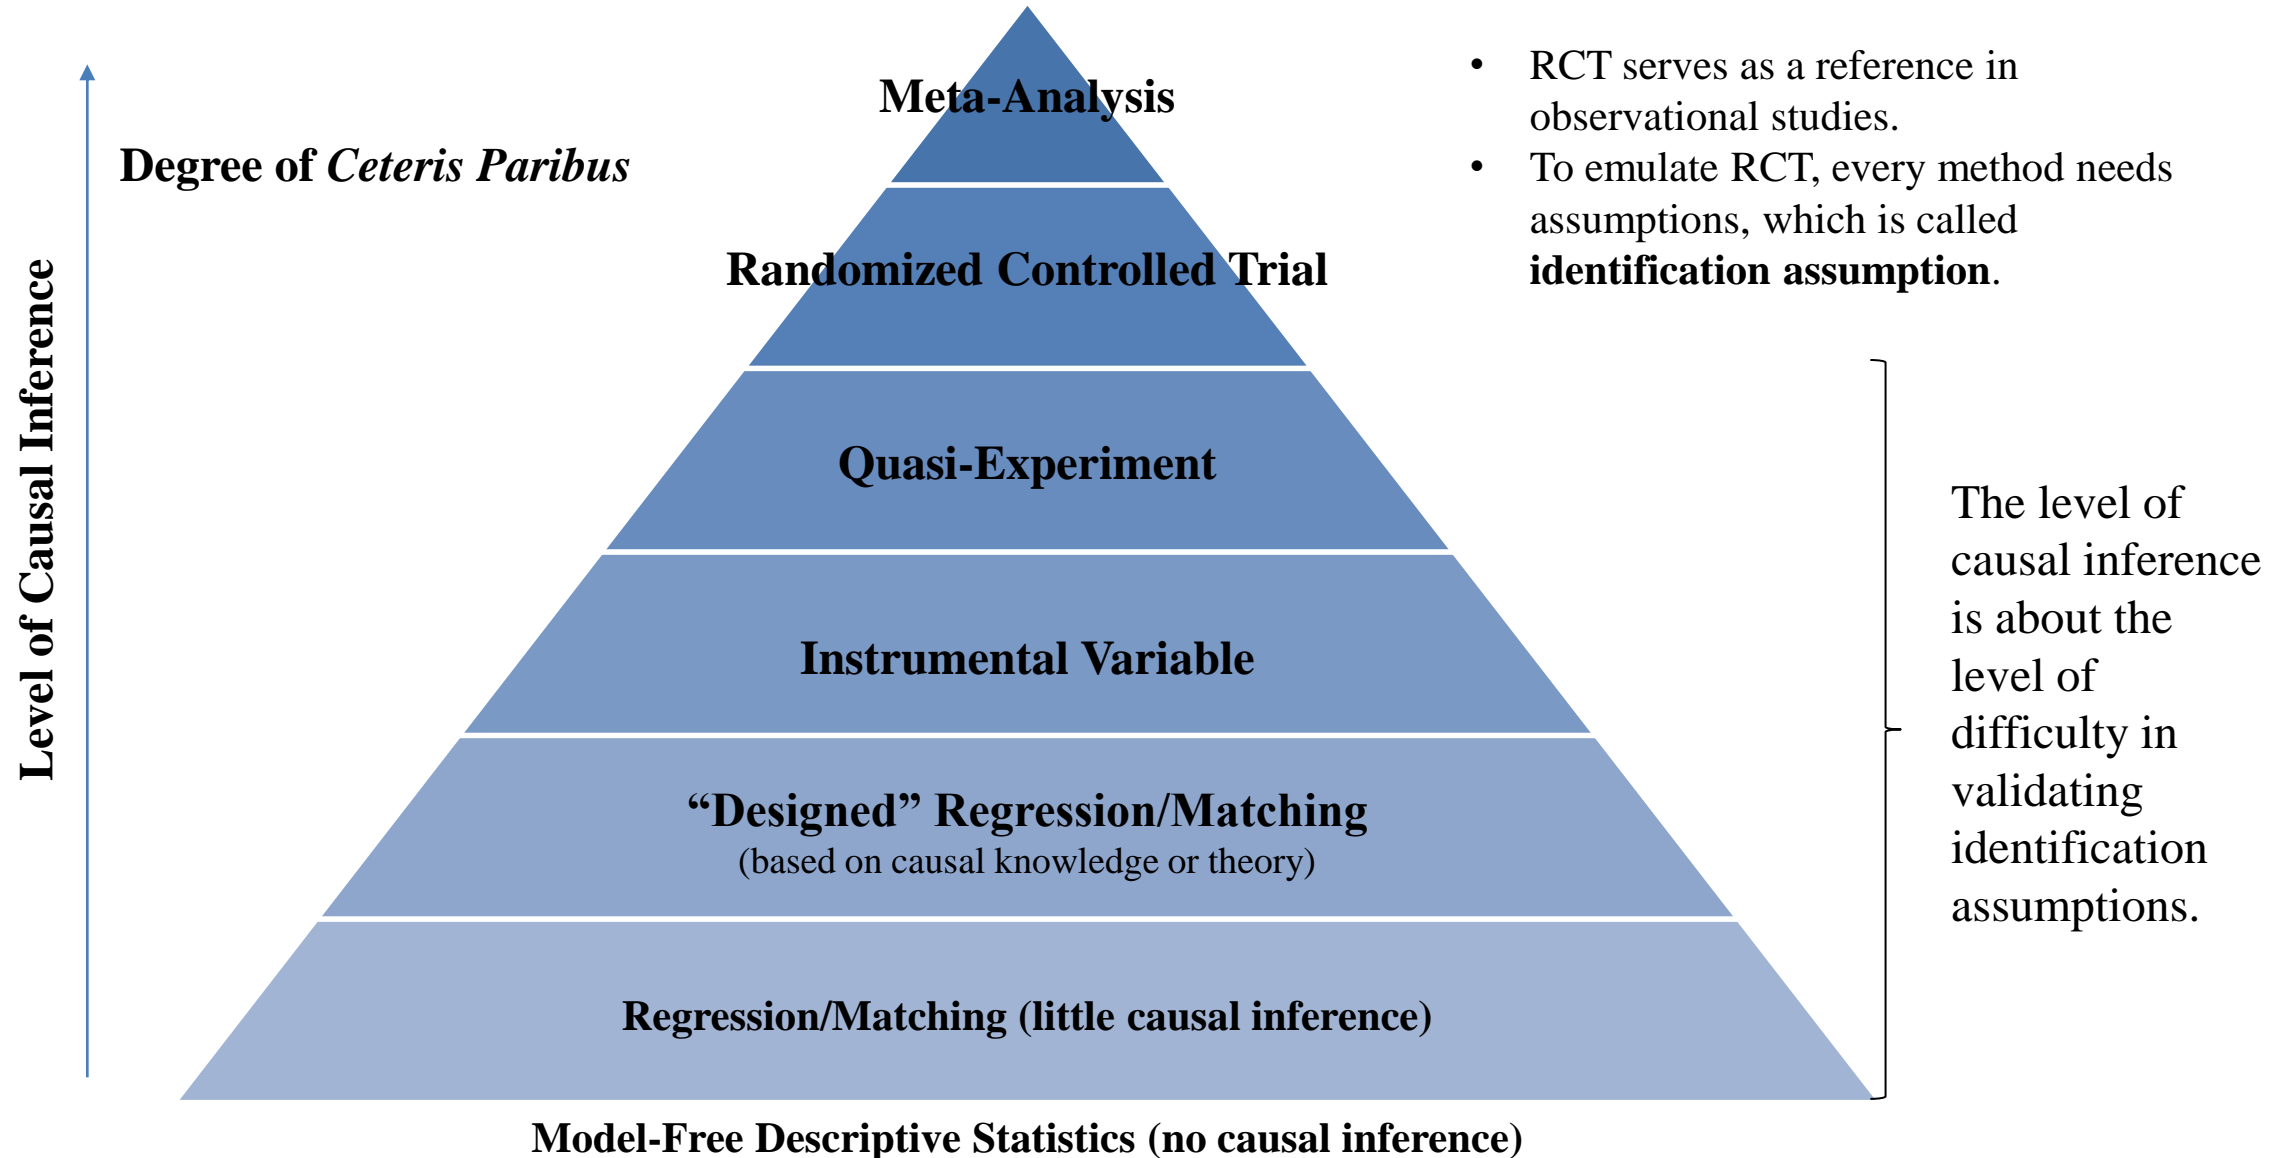 Level of Causal Inference
Degree of Ceteris Paribus
Meta-Analysis
Randomized Controlled Trial
Quasi-Experiment
Instrumental Variable
“Designed” Regression/Matching
(based on causal knowledge or theory)
Regression/Matching (little causal inference)
Model-Free Descriptive Statistics (no causal inference)
• RCT serves as a reference in
observational studies.
• To emulate RCT, every method needs
assumptions, which is called
identification assumption.
The level of
causal inference
is about the
level of
difficulty in
validating
identification
assumptions.